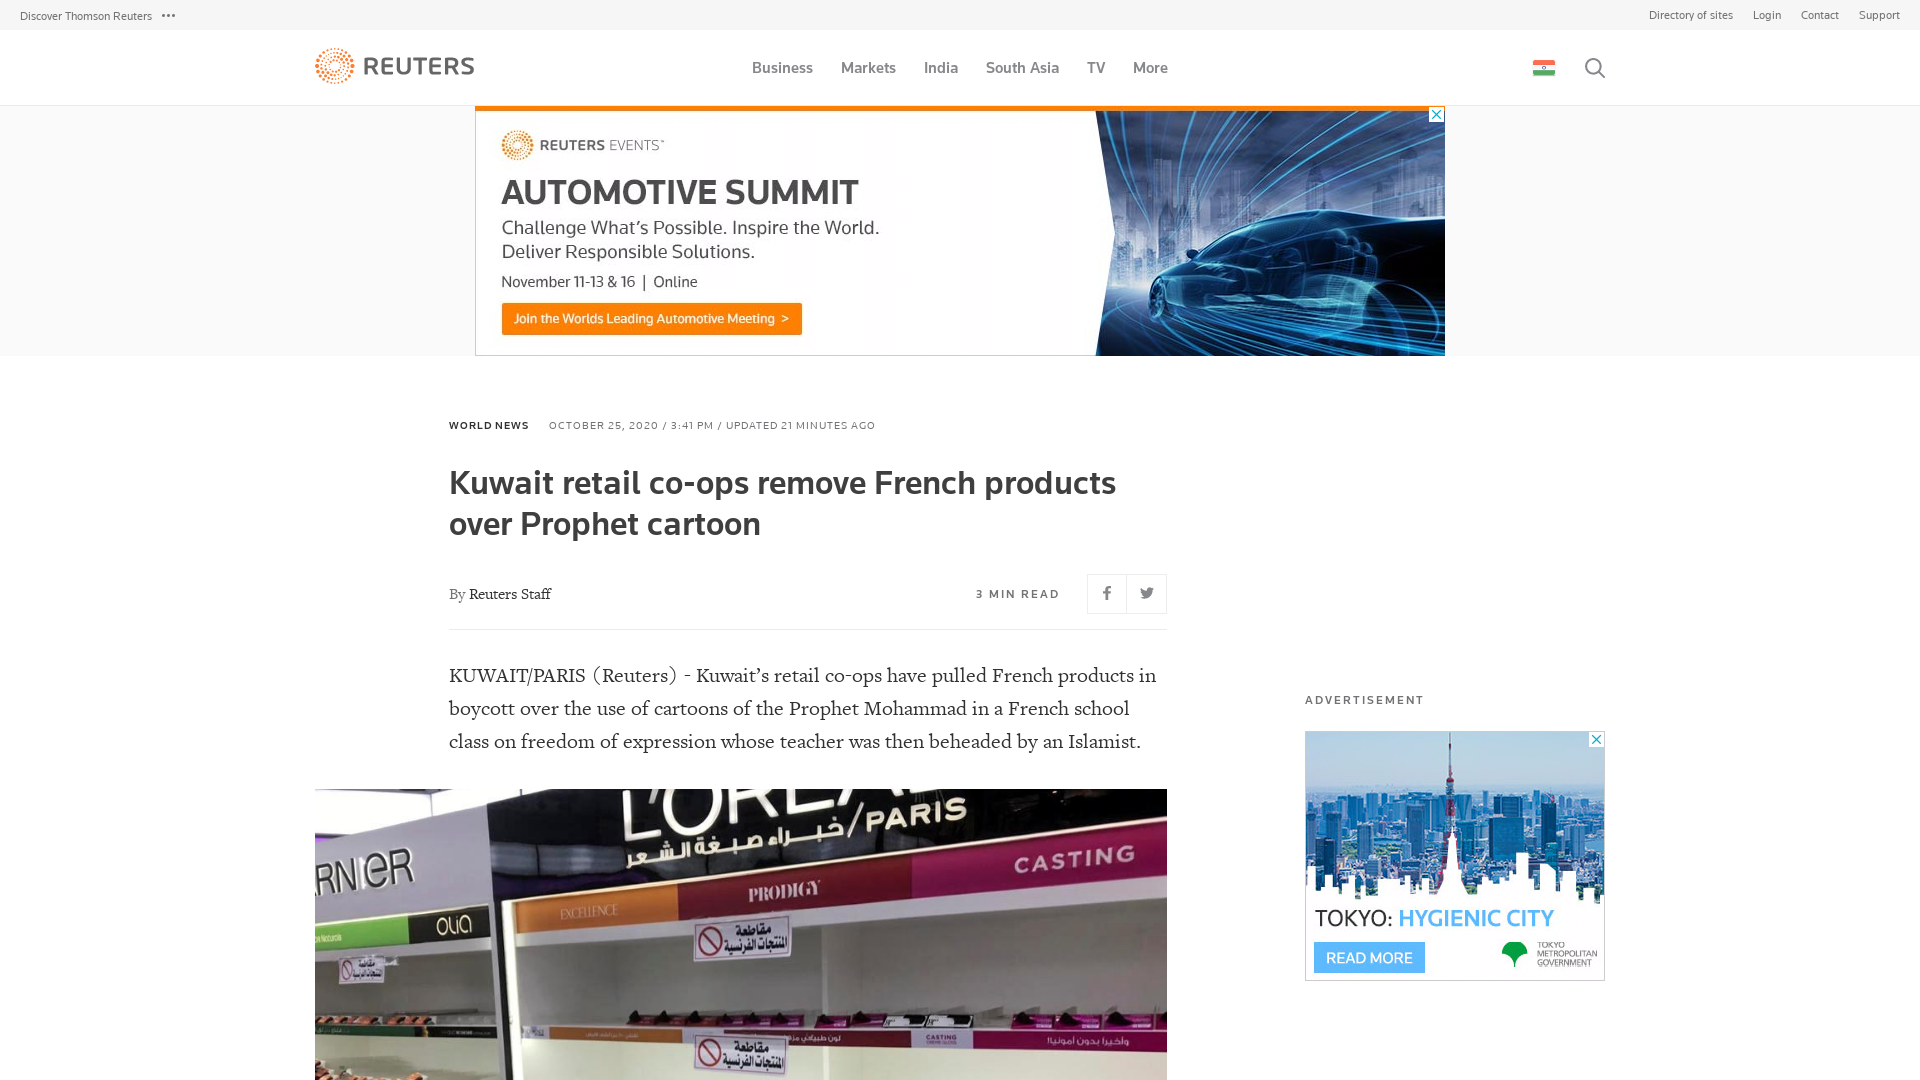 Discover Thomson Reuters
Directory of sites
Login
Contact
Support
REUTERS
Business
Markets
India
South Asia
TV
More
REUTERS EVENTS™
AUTOMOTIVE SUMMIT
Challenge What's Possible. Inspire the World.
Deliver Responsible Solutions.
November 11-13 & 16 | Online
Join the Worlds Leading Automotive Meeting >
WORLD NEWS
OCTOBER 25, 2020 / 3:41 PM / UPDATED 21 MINUTES AGO
Kuwait retail co-ops remove French products
over Prophet cartoon
By Reuters Staff
3 MIN READ
KUWAIT/PARIS (Reuters) - Kuwait’s retail co-ops have pulled French products in
boycott over the use of cartoons of the Prophet Mohammad in a French school
class on freedom of expression whose teacher was then beheaded by an Islamist.
ADVERTISEMENT
TOKYO: HYGIENIC CITY
READ MORE
TOKYO
METROPOLITAN
GOVERNMENT
PARIS/خبراء صبغة الشعر
CASTING
PRODIGY
EXCELLENCE
OLIA
مقاطعة
المنتجات الفرنسية
مقاطعة
المنتجات الفرنسية
CASTING
وأخيرا بدون أمونيا!
مقاطعة
المنتجات الفرنسية